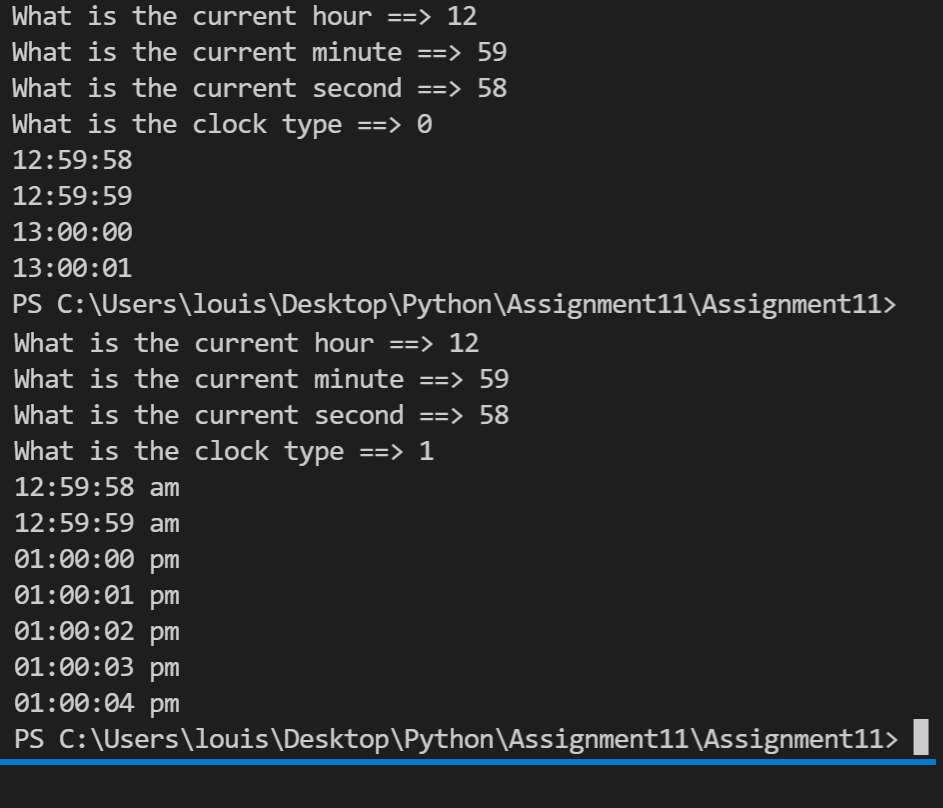 What is the current hour ==> 12
What is the current minute ==> 59
What is the current second ==> 58
What is the clock type ==> 0
12:59:58
12:59:59
13:00:00
13:00:01
PS C:\Users\louis\Desktop\Python\Assignment11\Assignment11>
What is the current hour ==> 12
What is the current minute ==> 59
What is the current second ==> 58
What is the clock type ==> 1
12:59:58 am
12:59:59 am
01:00:00 pm
01:00:01 pm
01:00:02 pm
01:00:03 pm
01:00:04 pm
PS C:\Users\louis\Desktop\Python\Assignment11\Assignment11>